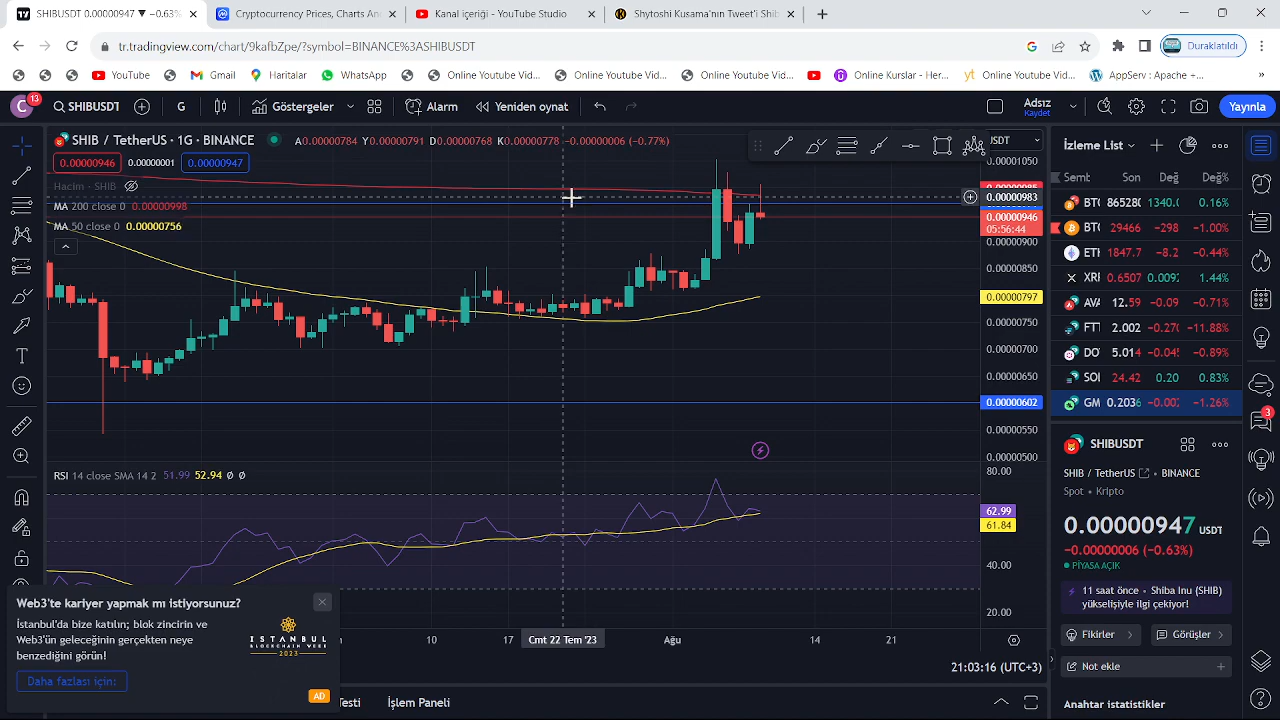 SHIBUSDT 0.00000947 ▼ −0.63%
Cryptocurrency Prices, Charts An
Kanal içeriği - YouTube Studio
Shytoshi Kusama'nın Tweet'i Shib
tr.tradingview.com/chart/9kafbZpe/?symbol=BINANCE%3ASHIBUSDT
Duraklatıldı
YouTube
Gmail
Haritalar
WhatsApp
Online Youtube Vid...
Online Youtube Vid...
Online Youtube Vid...
Online Kurslar - Her...
Online Youtube Vid...
AppServ : Apache +...
C
13
SHIBUSDT
G
Göstergeler
Alarm
Yeniden oynat
Adsız
Kaydet
Yayınla
SHIB / TetherUS · 1G · BINANCE
A0.00000784 Y0.00000791 D0.00000768 K0.00000778 −0.00000006 (−0.77%)
0.00000946
0.00000001
0.00000947
Hacim · SHIB
MA 200 close 0 0.00000998
MA 50 close 0 0.00000756
USDT
0.00001050
0.00000985
0.00000983
0.00000946
05:56:44
0.00000900
0.00000850
0.00000797
0.00000750
0.00000700
0.00000650
0.00000602
0.00000550
0.00000500
RSI 14 close SMA 14 2 51.99 52.94 Ø Ø
80.00
62.99
61.84
40.00
20.00
10
17
Cmt 22 Tem '23
Ağu
14
21
21:03:16 (UTC+3)
Web3'te kariyer yapmak mı istiyorsunuz?
İstanbul'da bize katılın; blok zincirin ve
Web3'ün geleceğinin gerçekten neye
benzediğini görün!
Daha fazlası için:
ISTANBUL
BLOCKCHAIN WEEK
2023
AD
Testi
İşlem Paneli
İzleme List
Semt Son Değ Değ%
BTC 865280 1340.0 0.16%
BTC 29466 −298 −1.00%
ETH 1847.7 −8.2 −0.44%
XRI 0.6507 0.0092 1.44%
AVA 12.59 −0.09 −0.71%
FTT 2.002 −0.270 −11.88%
DO 5.014 −0.045 −0.89%
SOI 24.42 0.20 0.83%
GM 0.2036 −0.00 −1.26%
3
SHIBUSDT
SHIB / TetherUS • BINANCE
Spot • Kripto
0.00000947 USDT
−0.00000006 (−0.63%)
PİYASA AÇIK
11 saat önce • Shiba Inu (SHIB)
yükselişiyle ilgi çekiyor!
Fikirler
Görüşler
Not ekle
Anahtar istatistikler